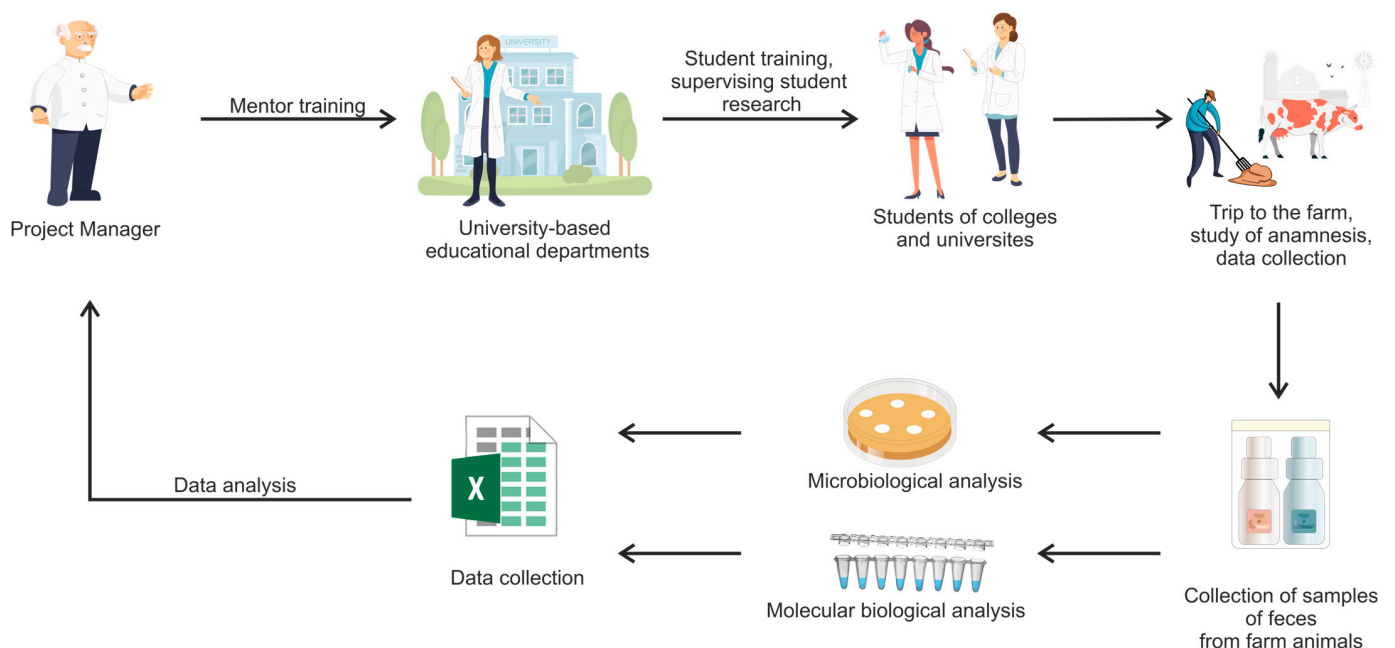 UNIVERSITY
Mentor training
Student training,
supervising student
research
Project Manager
University-based
educational departments
Students of colleges
and universites
Trip to the farm,
study of anamnesis,
data collection
Data analysis
X
Data collection
Microbiological analysis
Molecular biological analysis
Collection of samples
of feces
from farm animals